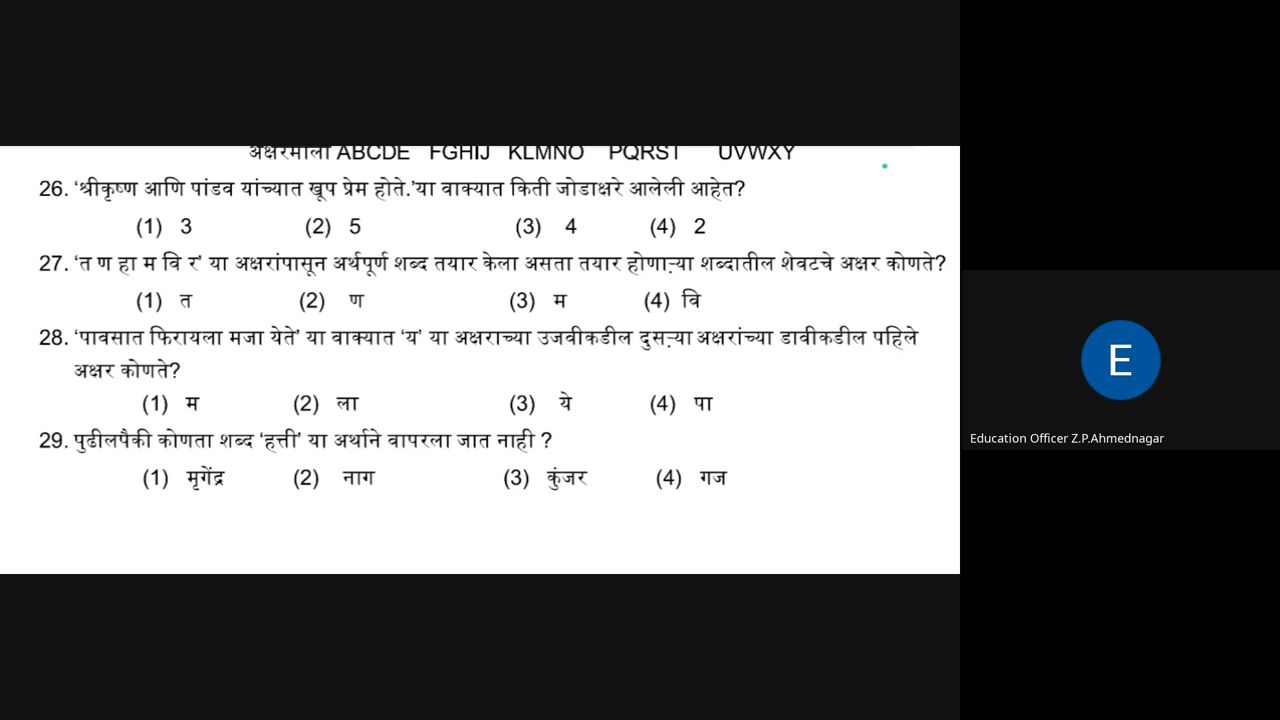 अक्षरमाला ABCDE FGHIJ KLMNO PQRST UVWXY
26. ‘श्रीकृष्ण आणि पांडव यांच्यात खूप प्रेम होते.’या वाक्यात किती जोडाक्षरे आलेली आहेत?
(1) 3 (2) 5 (3) 4 (4) 2
27. ‘त ण हा म वि र’ या अक्षरांपासून अर्थपूर्ण शब्द तयार केला असता तयार होणाऱ्या शब्दातील शेवटचे अक्षर कोणते?
(1) त (2) ण (3) म (4) वि
28. ‘पावसात फिरायला मजा येते’ या वाक्यात ‘य’ या अक्षराच्या उजवीकडील दुसऱ्या अक्षरांच्या डावीकडील पहिले
अक्षर कोणते?
(1) म (2) ला (3) ये (4) पा
29. पुढीलपैकी कोणता शब्द ‘हत्ती’ या अर्थाने वापरला जात नाही ?
(1) मृगेंद्र (2) नाग (3) कुंजर (4) गज
E
Education Officer Z.P.Ahmednagar